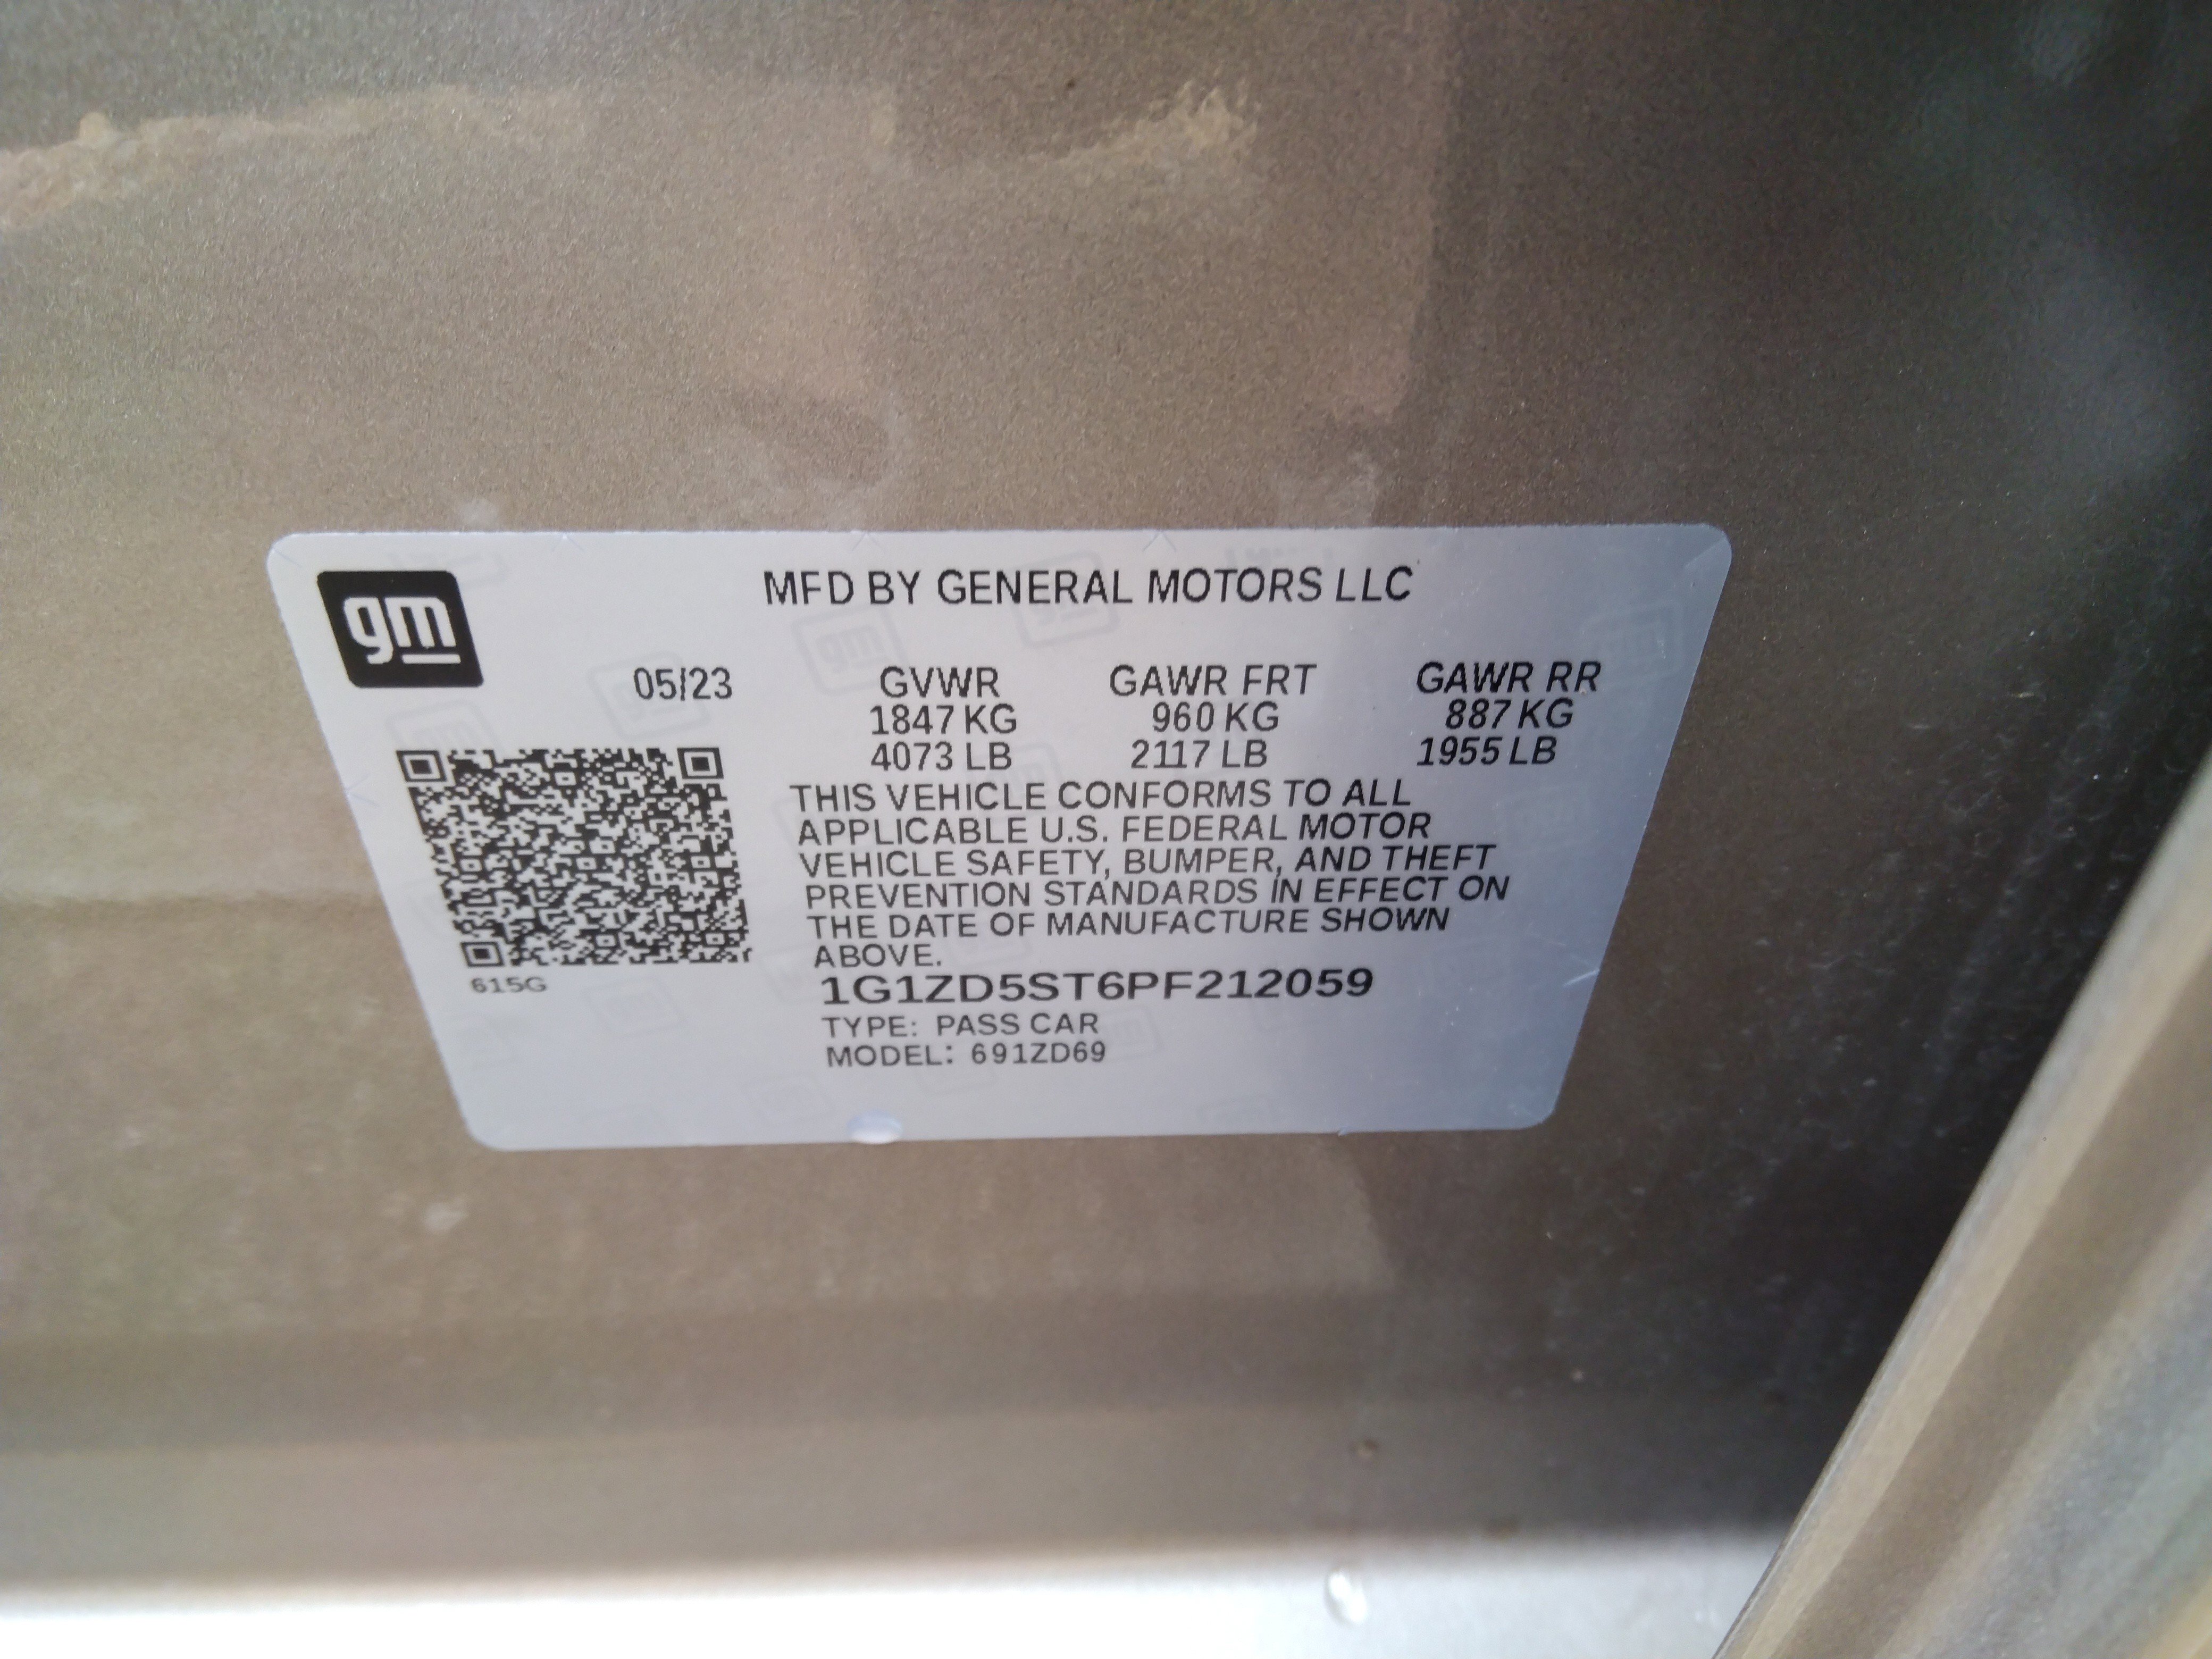 gm
MFD BY GENERAL MOTORS LLC
05/23 GVWR GAWR FRT GAWR RR
1847 KG 960 KG 887 KG
4073 LB 2117 LB 1955 LB
THIS VEHICLE CONFORMS TO ALL
APPLICABLE U.S. FEDERAL MOTOR
VEHICLE SAFETY, BUMPER, AND THEFT
PREVENTION STANDARDS IN EFFECT ON
THE DATE OF MANUFACTURE SHOWN
ABOVE.
615G
1G1ZD5ST6PF212059
TYPE: PASS CAR
MODEL: 691ZD69